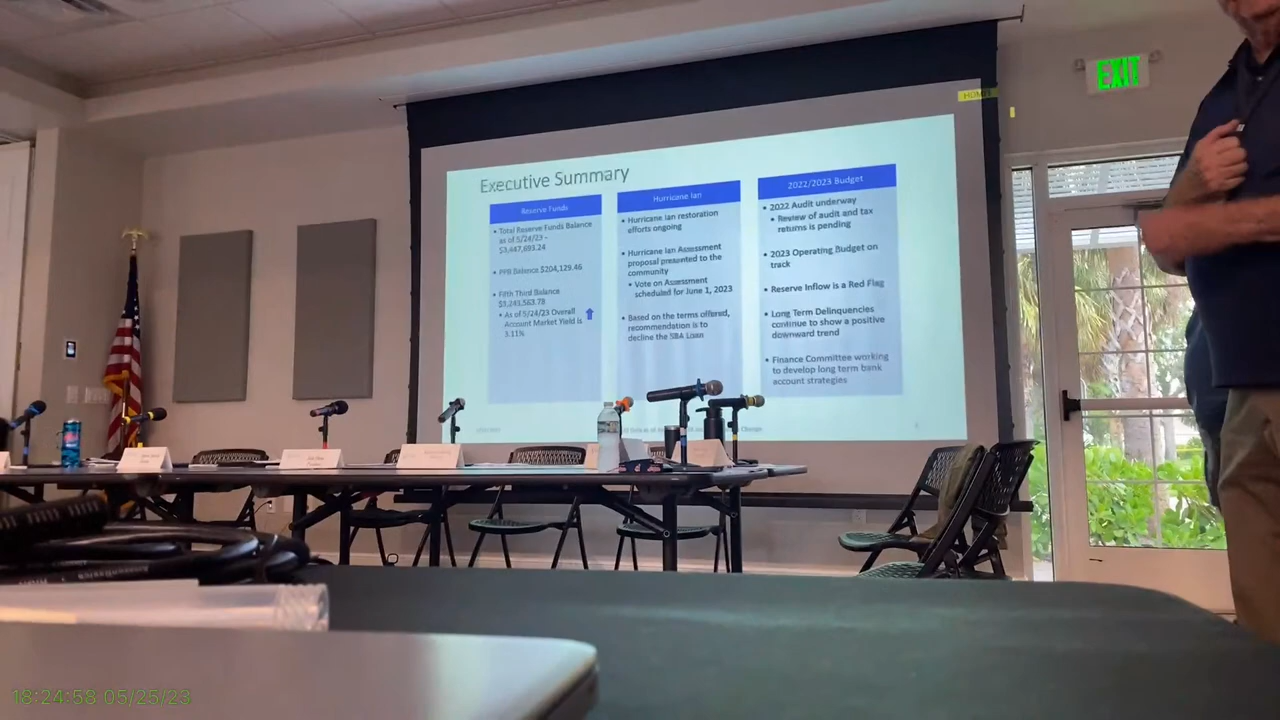 EXIT
Executive Summary
Reserve Funds
• Total Reserve Funds Balance
as of 5/24/23 -
$3,447,693.24
• PPB Balance $204,129.46
• Fifth Third Balance
$3,241,563.78
• As of 5/24/23 Overall
Account Market Yield is
3.11%
Hurricane Ian
• Hurricane Ian restoration
efforts ongoing
• Hurricane Ian Assessment
proposal presented to the
community
• Vote on Assessment
scheduled for June 1, 2023
• Based on the terms offered,
recommendation is to
decline the SBA Loan
2022/2023 Budget
• 2022 Audit underway
• Review of audit and tax
returns is pending
• 2023 Operating Budget on
track
• Reserve Inflow is a Red Flag
• Long Term Delinquencies
continue to show a positive
downward trend
• Finance Committee working
to develop long term bank
account strategies
Change
18:24:58 05/25/23